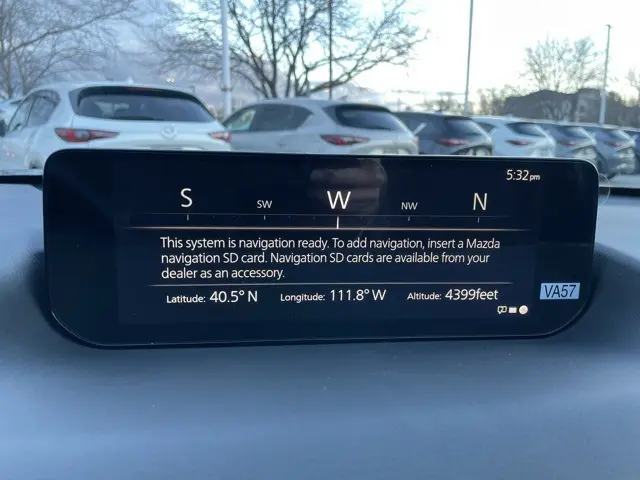 5:32pm
S SW W NW N
This system is navigation ready. To add navigation, insert a Mazda
navigation SD card. Navigation SD cards are available from your
dealer as an accessory.
Latitude: 40.5° N Longitude: 111.8° W Altitude: 4399feet
VA57